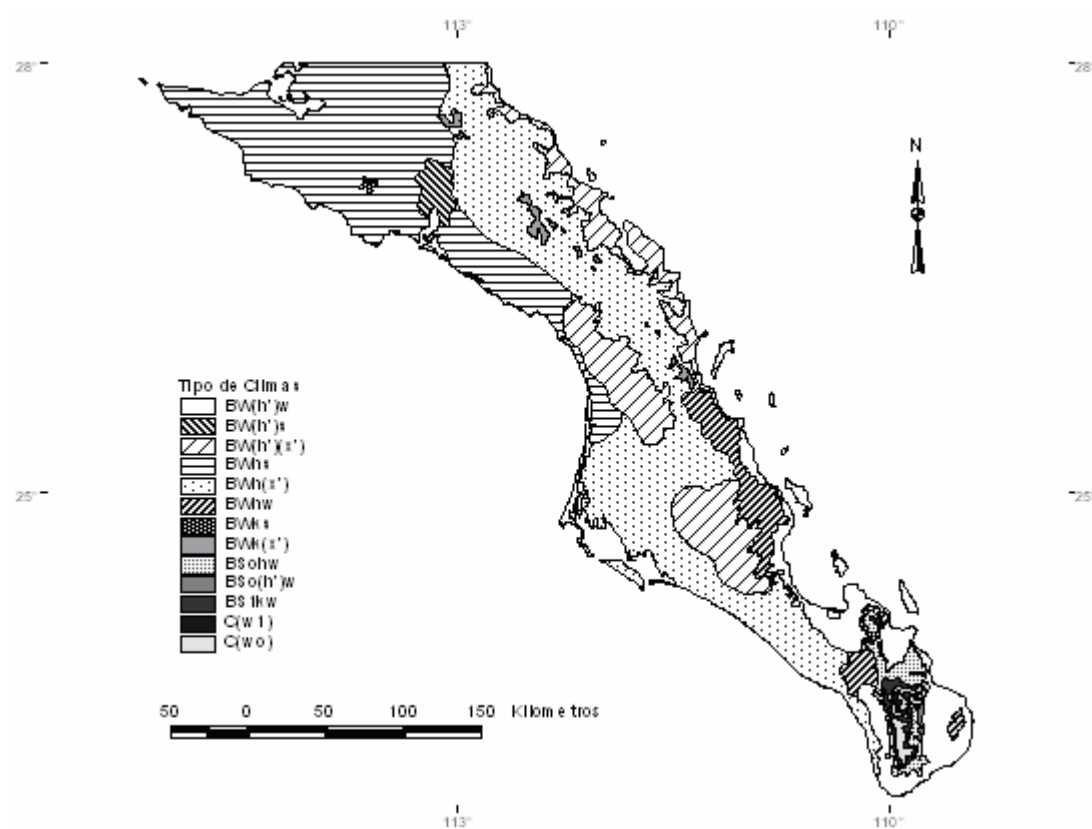 113° 110°
28° 28°
N
Tipo de Climas
BW(h')w
BW(h')s
BW(h')(x')
BWhs
BWh(x')
BWhw
BWks
BWk(x')
BSohw
BSo(h')w
BS1kw
C(w1)
C(wo)
25° 25°
50 0 50 100 150 Kilometros
113° 110°